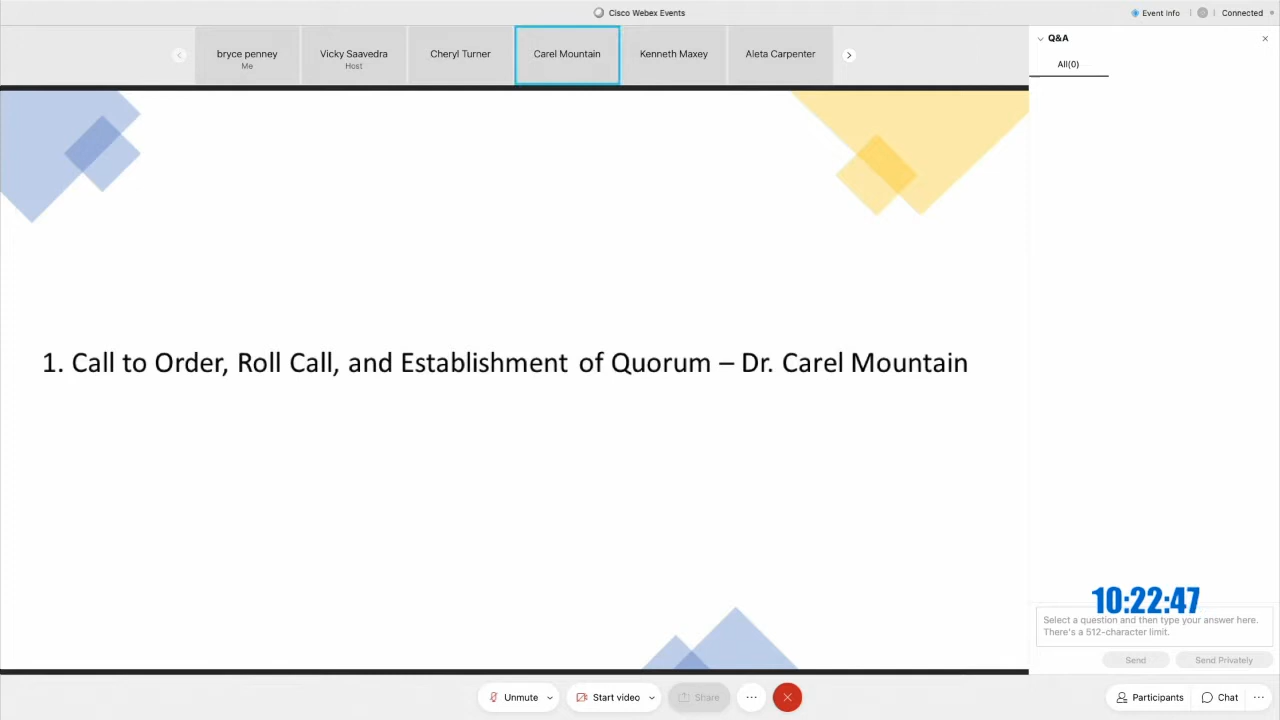 Cisco Webex Events
Event Info
Connected
bryce penney
Me
Vicky Saavedra
Host
Cheryl Turner
Carel Mountain
Kenneth Maxey
Aleta Carpenter
Q&A
All(0)
1. Call to Order, Roll Call, and Establishment of Quorum – Dr. Carel Mountain
10:22:47
Select a question and then type your answer here.
There's a 512-character limit.
Send
Send Privately
Unmute
Start video
Share
Participants
Chat